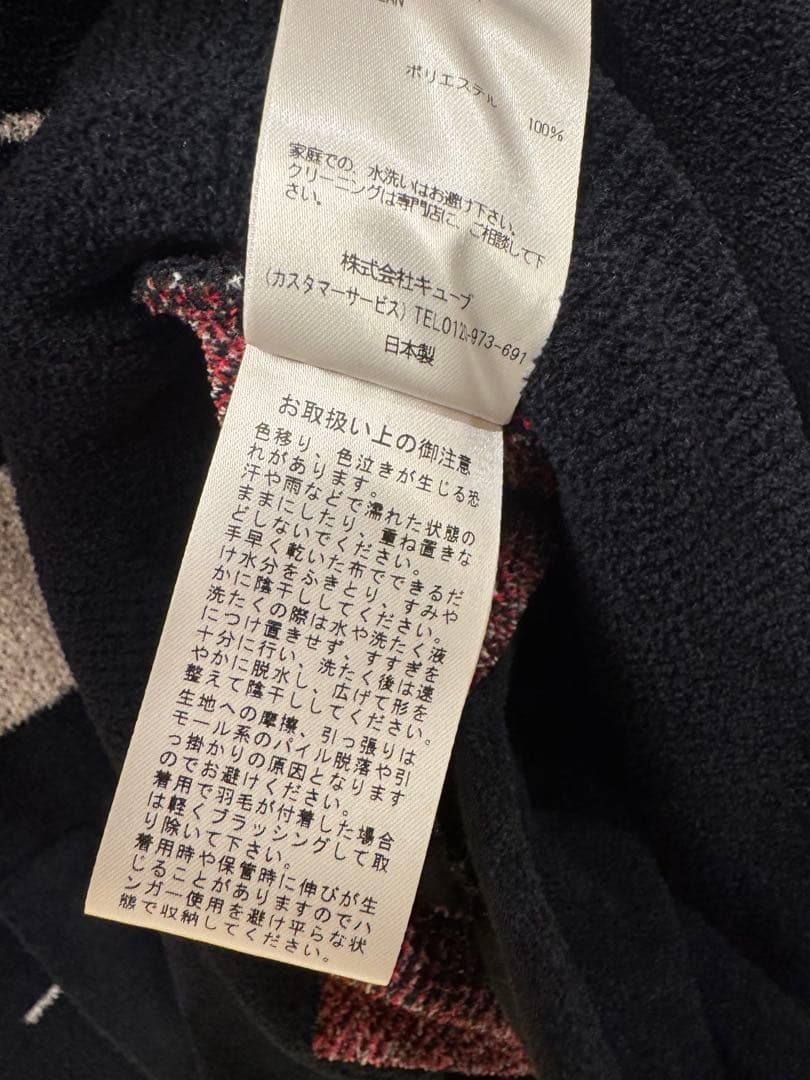 ポリエステル 100%
家庭での、水洗いはお避け下さい。
クリーニングは専門店に、ご相談して下
さい。
株式会社キューブ
(カスタマーサービス) TEL012-973-691
日本製
お取扱い上の御注意
色移り、色泣きが生じる恐
れがあります。
汗や雨などで濡れた状態の
ままにしたり、重ね置きな
どしないでください。
手早く乾いた布でできるだ
け水分をふきとり、すみや
かに陰干ししてください。
洗たくの際は水や洗たく液
につけ置きせず、すすぎを
十分に行い、洗たく後は速
やかに脱水し、広げて形を
整えて陰干ししてください。
生地への摩擦、引っ張りは
モール系のパイル脱落や引
っ掛かりの原因となります
のでお避けください。
着用で羽毛が付着した場合
は軽くブラッシングして取
り除いて下さい。
着用時や保管時に伸びが生
じることがありますのでハ
ンガー使用を避け平らな状
態で収納してください。